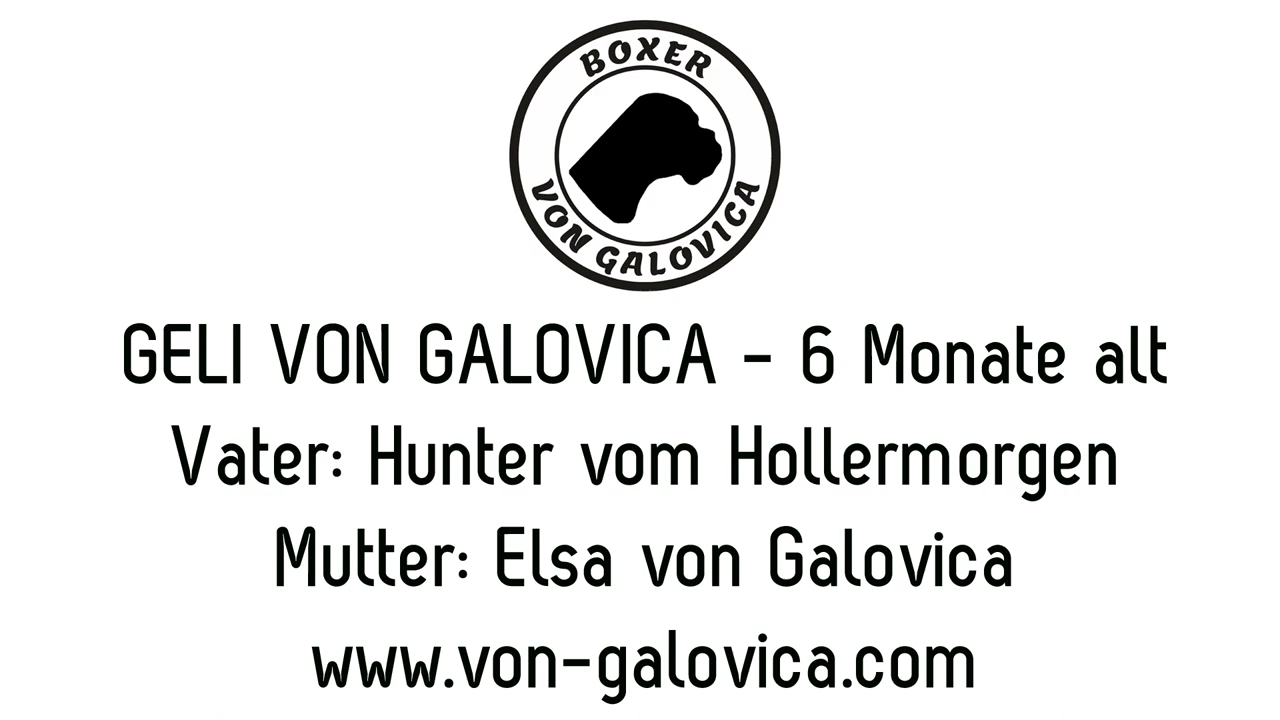 BOXER
VON GALOVICA
GELI VON GALOVICA - 6 Monate alt
Vater: Hunter vom Hollermorgen
Mutter: Elsa von Galovica
www.von-galovica.com